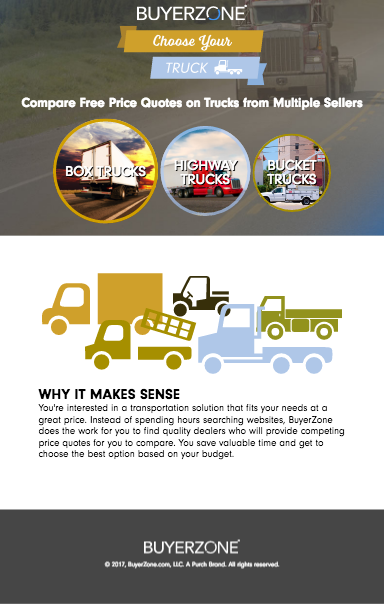 BUYERZONE
Choose Your
TRUCK
Compare Free Price Quotes on Trucks from Multiple Sellers
BOX TRUCKS
HIGHWAY
TRUCKS
BUCKET
TRUCKS
WHY IT MAKES SENSE
You're interested in a transportation solution that fits your needs at a
great price. Instead of spending hours searching websites, BuyerZone
does the work for you to find quality dealers who will provide competing
price quotes for you to compare. You save valuable time and get to
choose the best option based on your budget.
BUYERZONE
© 2017, BuyerZone.com, LLC. A Purch Brand. All rights reserved.